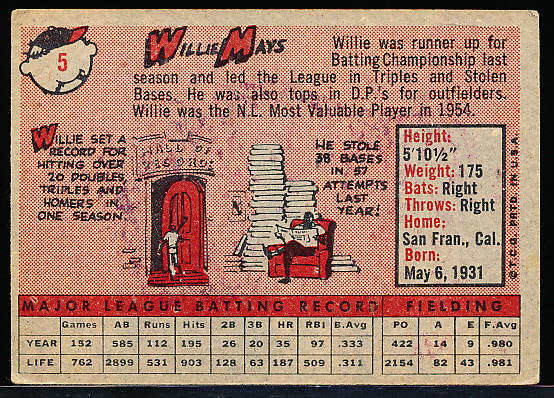 5
WILLIE MAYS
Willie was runner up for
Batting Championship last
season and led the League in Triples and Stolen
Bases. He was also tops in D.P.'s for outfielders.
Willie was the N.L. Most Valuable Player in 1954.
WILLIE SET A
RECORD FOR
HITTING OVER
20 DOUBLES,
TRIPLES AND
HOMERS IN
ONE SEASON.
HALL OF
RECORDS
HE STOLE
38 BASES
IN 57
ATTEMPTS
LAST
YEAR!
Height:
5'10½"
Weight: 175
Bats: Right
Throws: Right
Home:
San Fran., Cal.
Born:
May 6, 1931
© T.C.G. PRTD. IN U.S.A.
MAJOR LEAGUE BATTING RECORD FIELDING
Games AB Runs Hits 2B 3B HR RBI B.Avg PO A E F.Avg
YEAR 152 585 112 195 26 20 35 97 .333 422 14 9 .980
LIFE 762 2899 531 903 128 63 187 509 .311 2154 82 43 .981